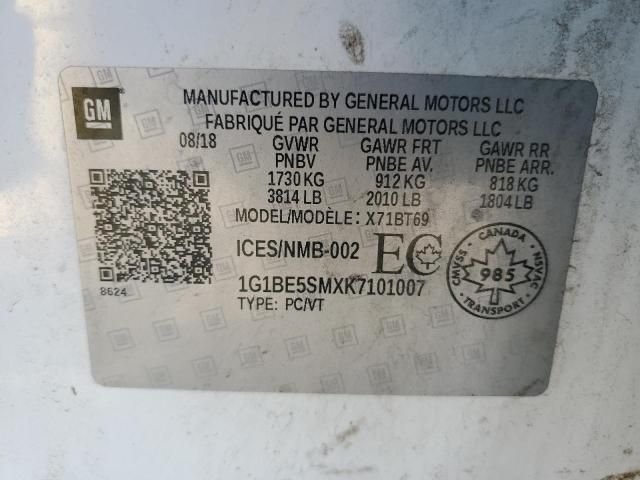 GM
MANUFACTURED BY GENERAL MOTORS LLC
FABRIQUÉ PAR GENERAL MOTORS LLC
08/18 GVWR GAWR FRT GAWR RR
PNBV PNBE AV. PNBE ARR.
1730 KG 912 KG 818 KG
3814 LB 2010 LB 1804 LB
MODEL/MODÈLE: X71BT69
ICES/NMB-002 EC
CANADA
CMVSS 985 NSVAC
TRANSPORT
8624
1G1BE5SMXK7101007
TYPE: PC/VT